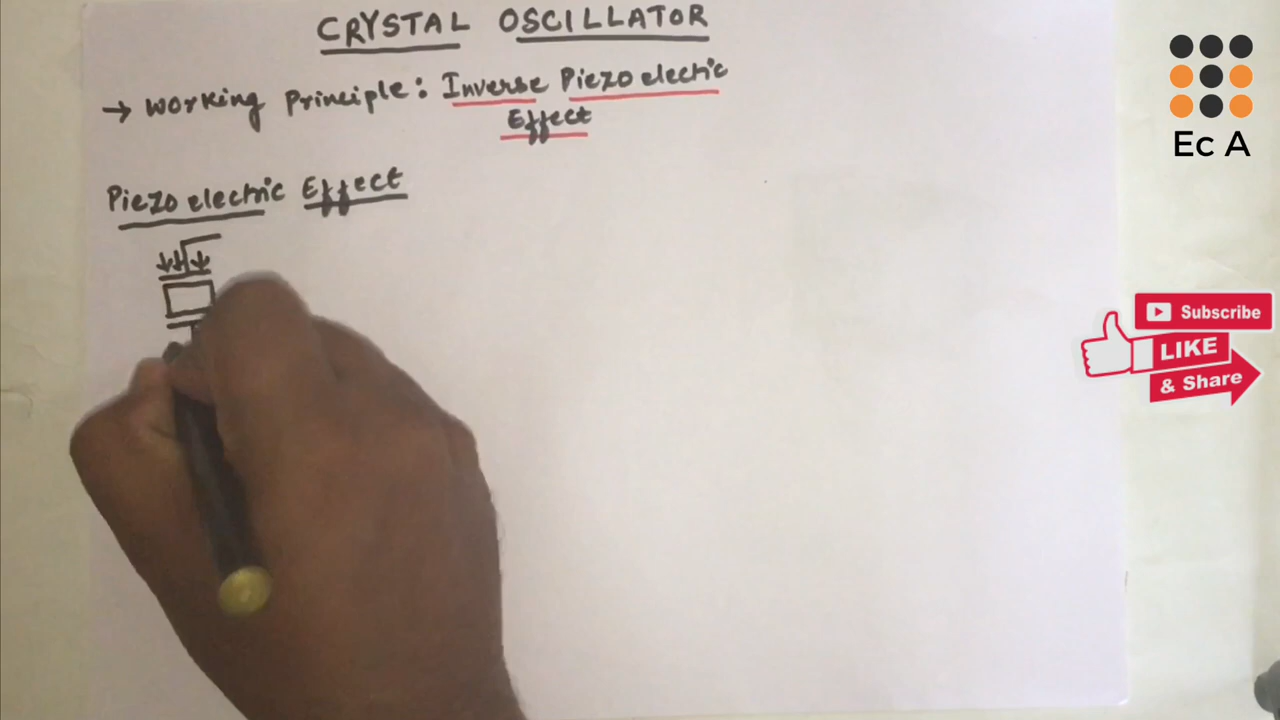 CRYSTAL OSCILLATOR
→ Working Principle: Inverse Piezo electric
Effect
Piezo electric Effect
Ec A
Subscribe
LIKE
& Share